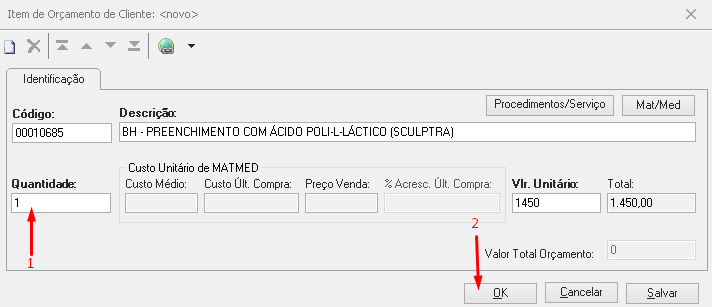 Item de Orçamento de Cliente: <novo>
Identificação
Procedimentos/Serviço Mat/Med
Código: Descrição:
00010685 BH - PREENCHIMENTO COM ÁCIDO POLI-L-LÁCTICO (SCULPTRA)
Custo Unitário de MATMED
Quantidade: Custo Médio: Custo Últ. Compra: Preço Venda: % Acresc. Últ. Compra: Vlr. Unitário: Total:
1 1450 1.450,00
1 2
Valor Total Orçamento: 0
OK Cancelar Salvar